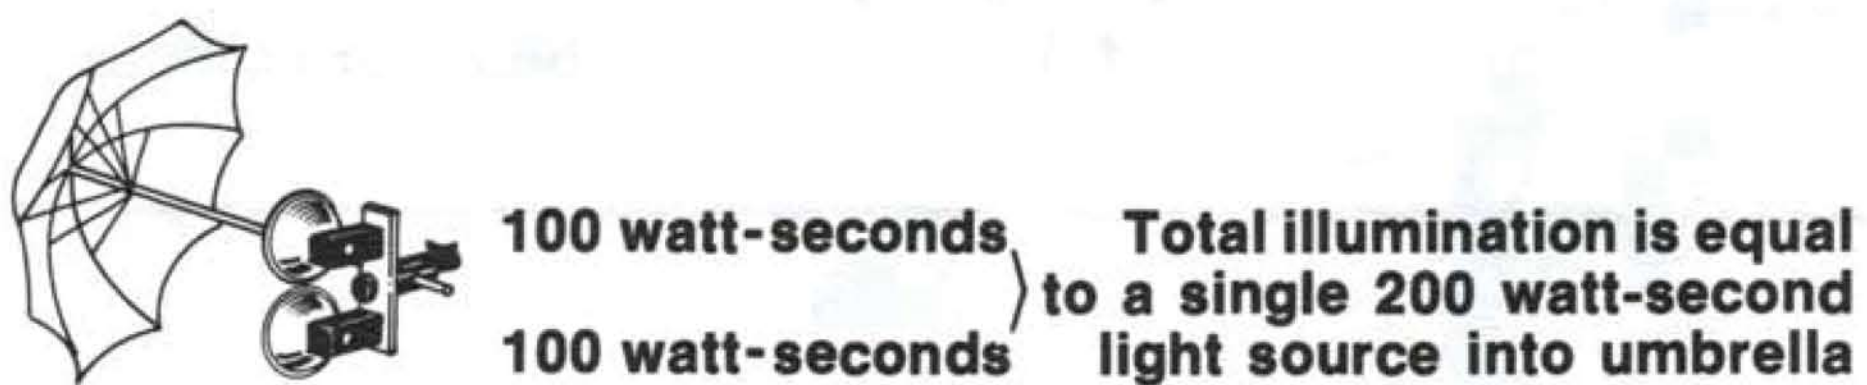 100 watt-seconds
100 watt-seconds
Total illumination is equal
to a single 200 watt-second
light source into umbrella